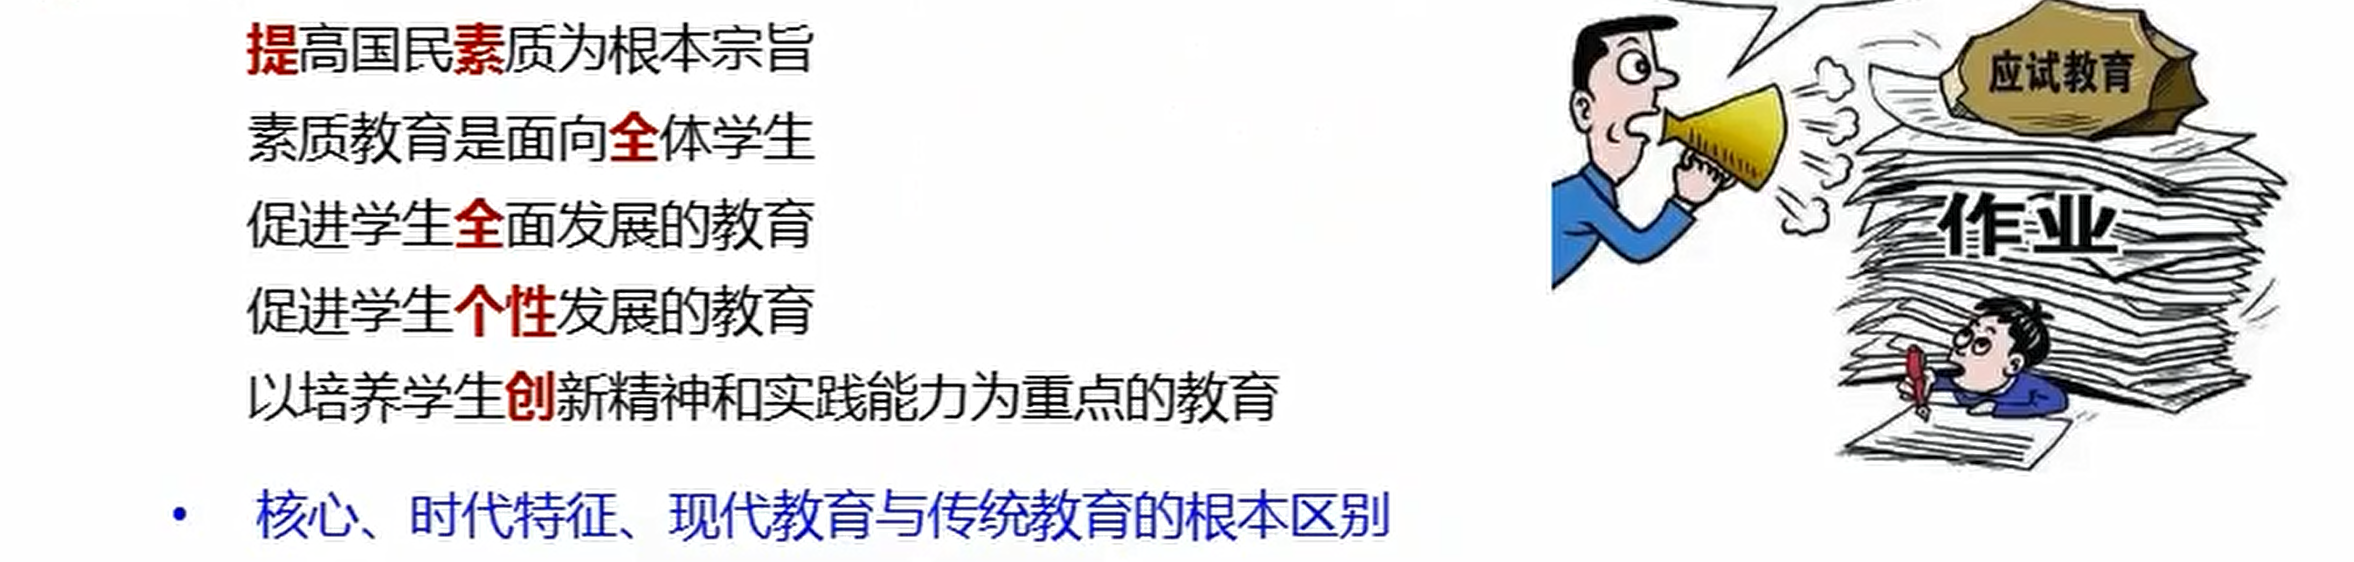 提高国民素质为根本宗旨
素质教育是面向全体学生
促进学生全面发展的教育
促进学生个性发展的教育
以培养学生创新精神和实践能力为重点的教育
• 核心、时代特征、现代教育与传统教育的根本区别
应试教育
作业